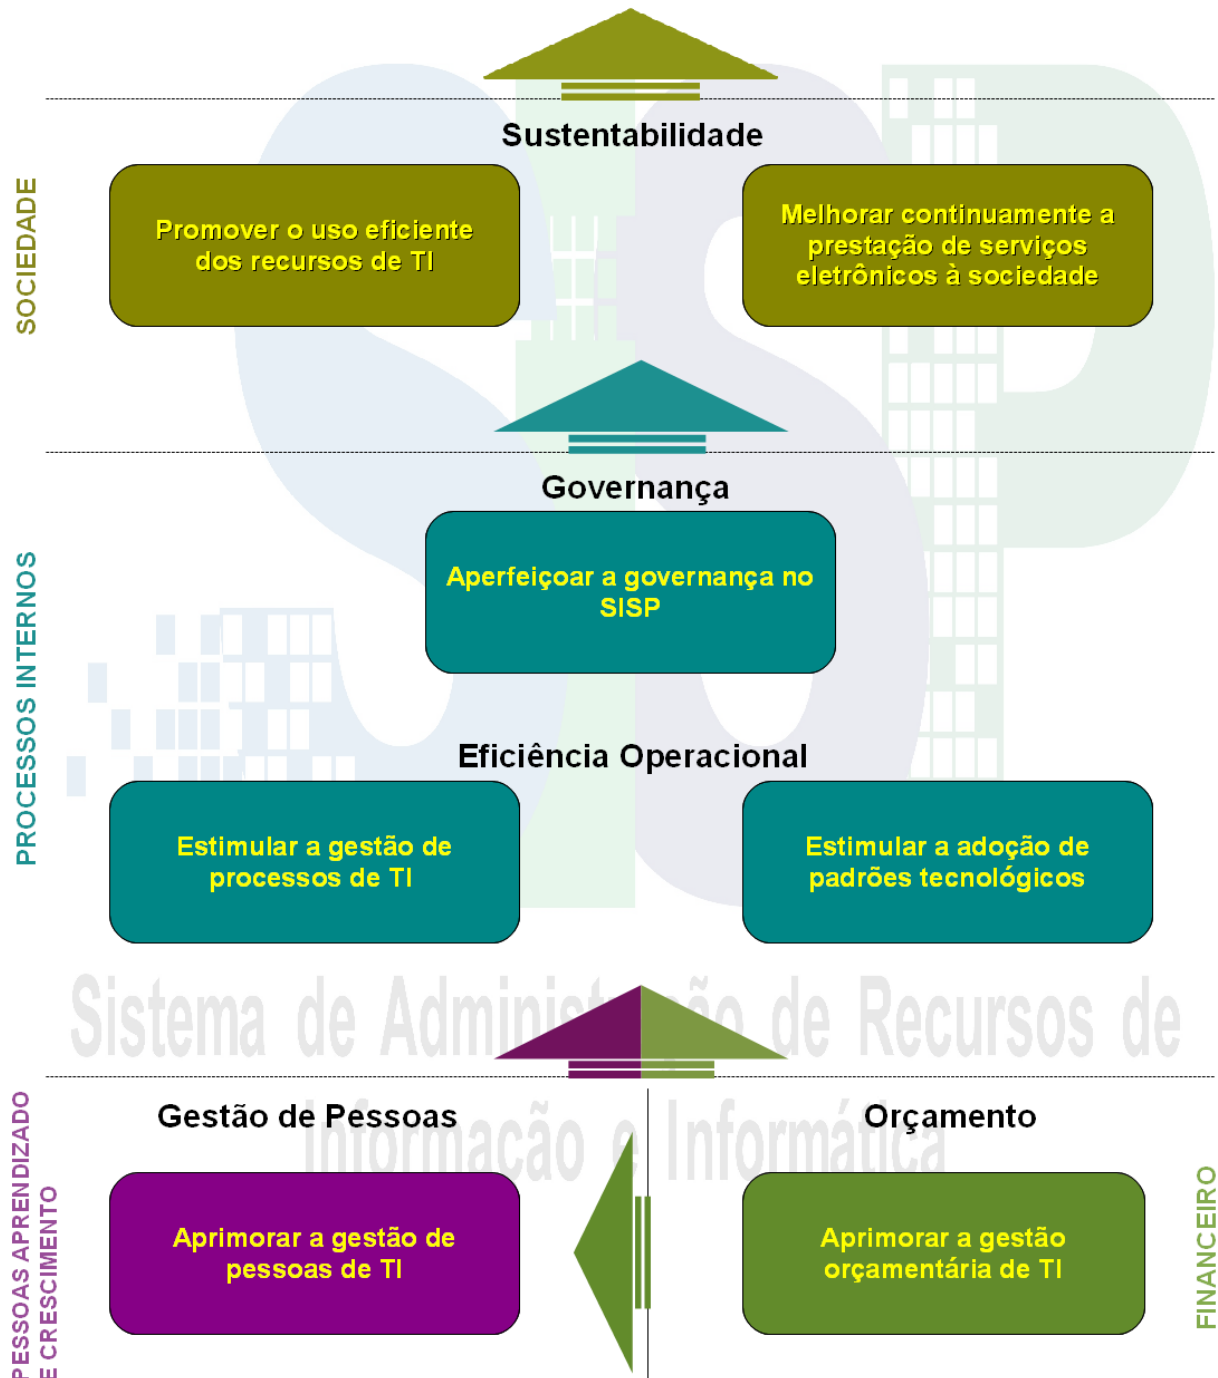 Sustentabilidade
SOCIEDADE
Promover o uso eficiente
dos recursos de TI
Melhorar continuamente a
prestação de serviços
eletrônicos à sociedade
Governança
PROCESSOS INTERNOS
Aperfeiçoar a governança no
SISP
Eficiência Operacional
Estimular a gestão de
processos de TI
Estimular a adoção de
padrões tecnológicos
Sistema de Administração de Recursos de
Informação e Informática
PESSOAS APRENDIZADO
E CRESCIMENTO
Gestão de Pessoas
Aprimorar a gestão de
pessoas de TI
Orçamento
Aprimorar a gestão
orçamentária de TI
FINANCEIRO
SISP